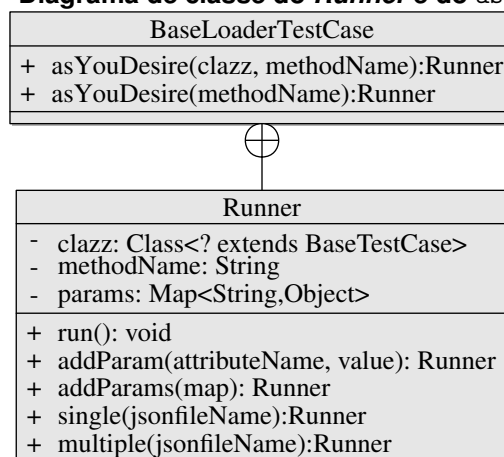 Diagrama de classe do Runner e do as
BaseLoaderTestCase
+ asYouDesire(clazz, methodName):Runner
+ asYouDesire(methodName):Runner
Runner
- clazz: Class<? extends BaseTestCase>
- methodName: String
- params: Map<String,Object>
+ run(): void
+ addParam(attributeName, value): Runner
+ addParams(map): Runner
+ single(jsonfileName):Runner
+ multiple(jsonfileName):Runner